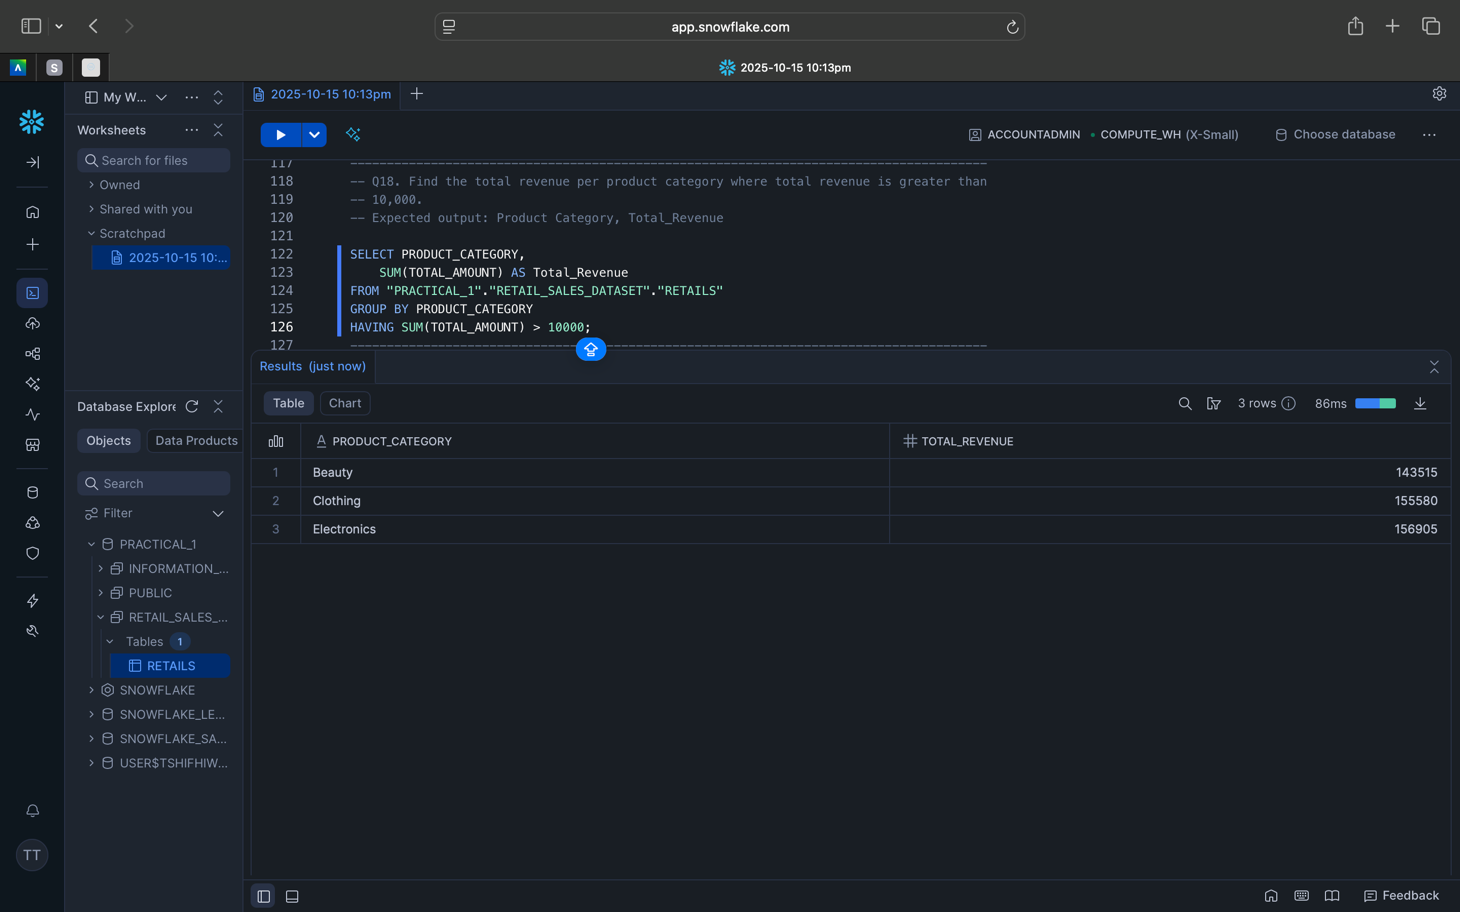 app.snowflake.com
S
2025-10-15 10:13pm
My W...
2025-10-15 10:13pm
Worksheets
Search for files
Owned
Shared with you
Scratchpad
2025-10-15 10:...
ACCOUNTADMIN
COMPUTE_WH (X-Small)
Choose database
117 --------------------------------------------------------------------------------------
118 -- Q18. Find the total revenue per product category where total revenue is greater than
119 -- 10,000.
120 -- Expected output: Product Category, Total_Revenue
121
122 SELECT PRODUCT_CATEGORY,
123 SUM(TOTAL_AMOUNT) AS Total_Revenue
124 FROM "PRACTICAL_1"."RETAIL_SALES_DATASET"."RETAILS"
125 GROUP BY PRODUCT_CATEGORY
126 HAVING SUM(TOTAL_AMOUNT) > 10000;
127 --------------------------------------------------------------------------------------
Results (just now)
Table
Chart
3 rows
86ms
PRODUCT_CATEGORY
TOTAL_REVENUE
1 Beauty 143515
2 Clothing 155580
3 Electronics 156905
Database Explore
Objects
Data Products
Search
Filter
PRACTICAL_1
INFORMATION_...
PUBLIC
RETAIL_SALES_...
Tables 1
RETAILS
SNOWFLAKE
SNOWFLAKE_LE...
SNOWFLAKE_SA...
USER$TSHIFHIW...
TT
Feedback